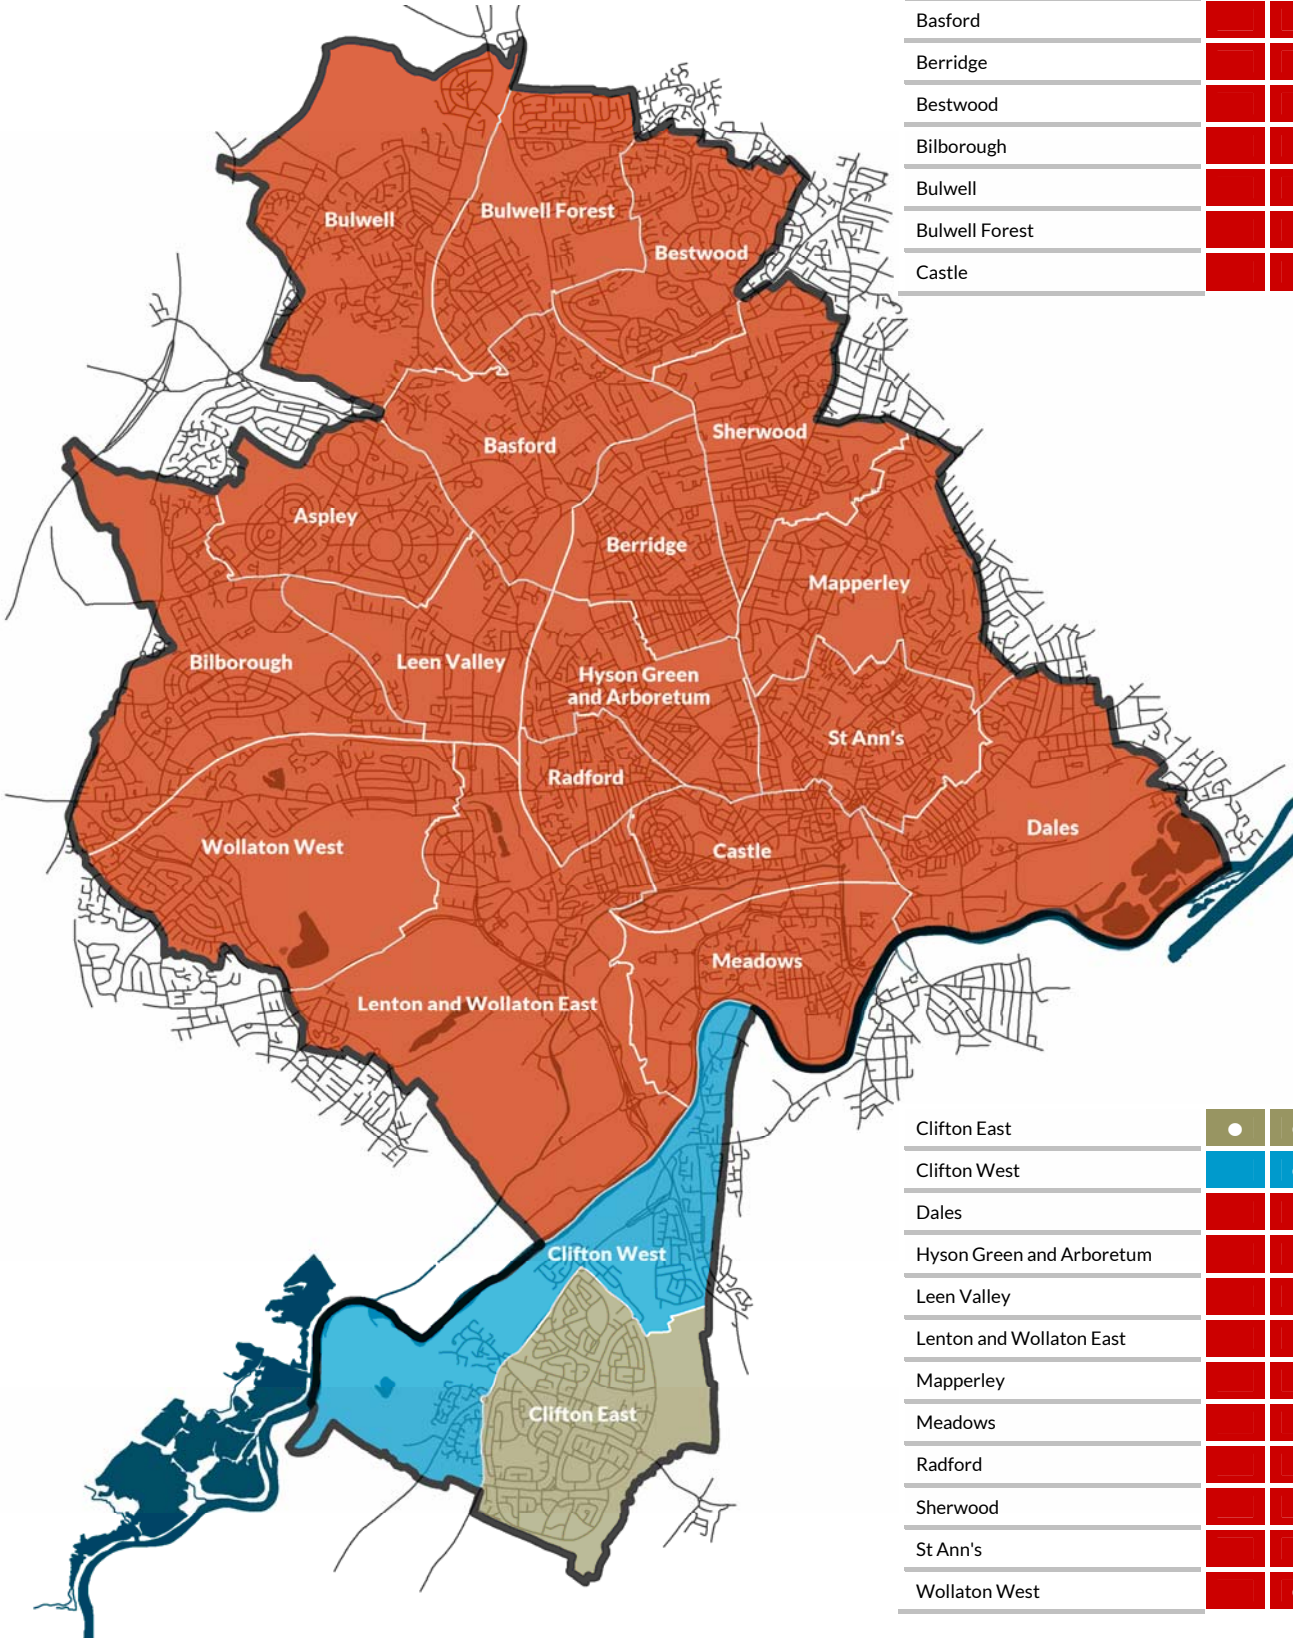 Basford
Berridge
Bestwood
Bilborough
Bulwell
Bulwell Forest
Castle
Bulwell
Bulwell Forest
Bestwood
Basford
Sherwood
Aspley
Berridge
Mapperley
Bilborough
Leen Valley
Hyson Green
and Arboretum
St Ann's
Radford
Wollaton West
Castle
Dales
Meadows
Lenton and Wollaton East
Clifton West
Clifton East
Clifton East
Clifton West
Dales
Hyson Green and Arboretum
Leen Valley
Lenton and Wollaton East
Mapperley
Meadows
Radford
Sherwood
St Ann's
Wollaton West